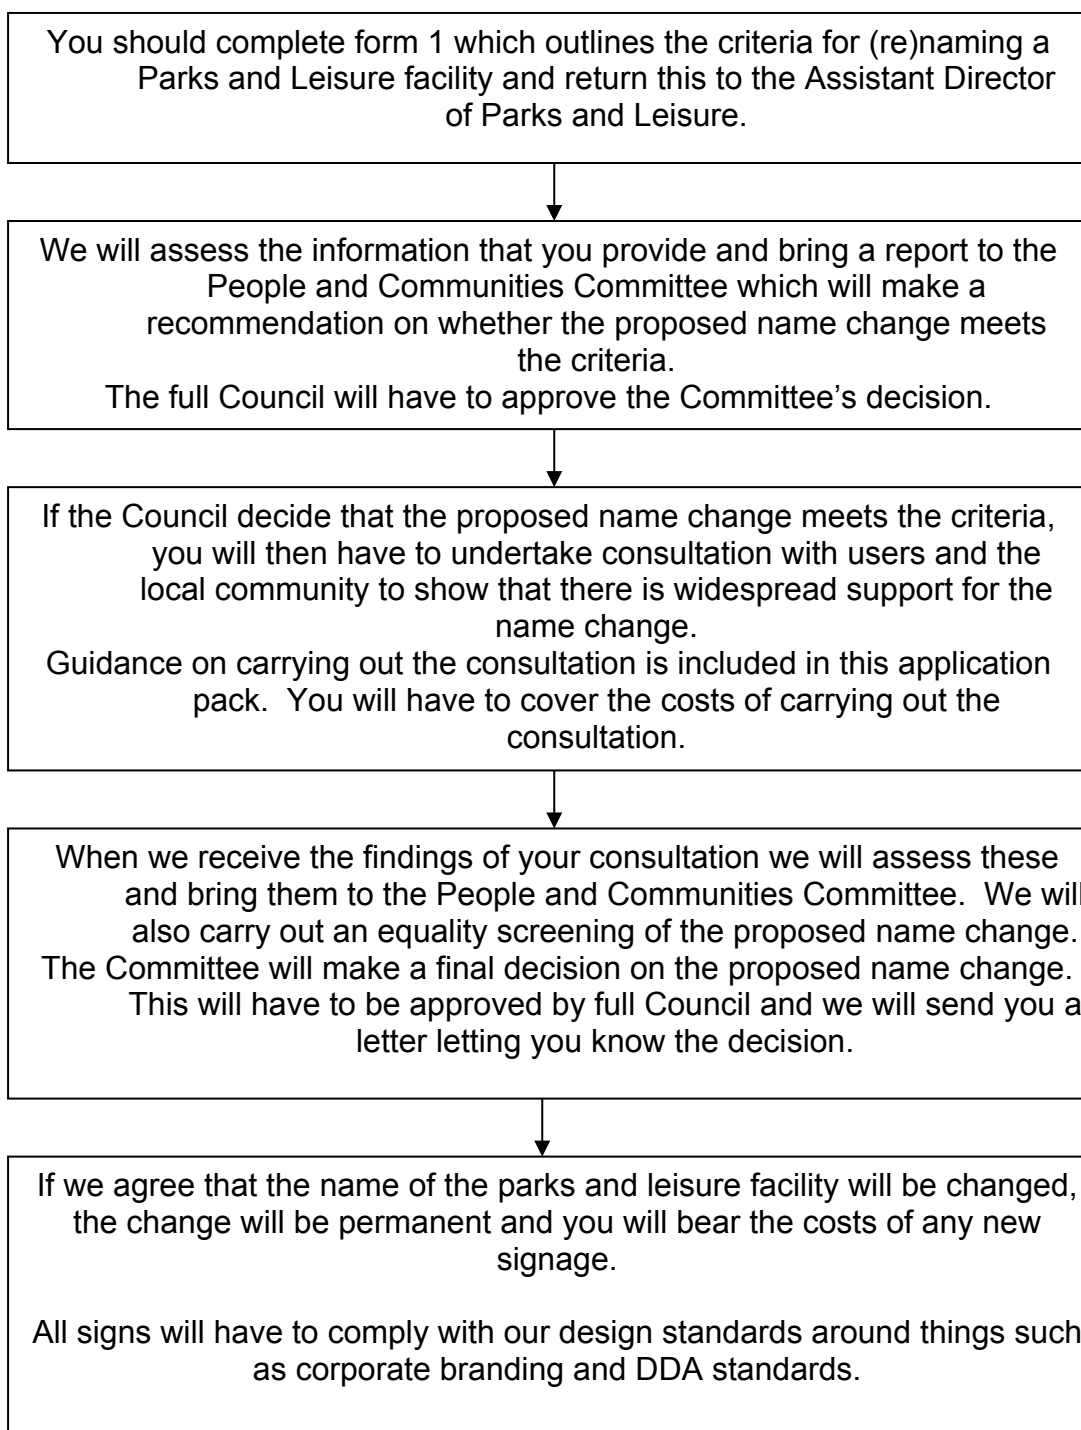 You should complete form 1 which outlines the criteria for (re)naming a
Parks and Leisure facility and return this to the Assistant Director
of Parks and Leisure.
We will assess the information that you provide and bring a report to the
People and Communities Committee which will make a
recommendation on whether the proposed name change meets
the criteria.
The full Council will have to approve the Committee’s decision.
If the Council decide that the proposed name change meets the criteria,
you will then have to undertake consultation with users and the
local community to show that there is widespread support for the
name change.
Guidance on carrying out the consultation is included in this application
pack.  You will have to cover the costs of carrying out the
consultation.
When we receive the findings of your consultation we will assess these
and bring them to the People and Communities Committee.  We will
also carry out an equality screening of the proposed name change.
The Committee will make a final decision on the proposed name change.
This will have to be approved by full Council and we will send you a
letter letting you know the decision.
If we agree that the name of the parks and leisure facility will be changed,
the change will be permanent and you will bear the costs of any new
signage.
All signs will have to comply with our design standards around things such
as corporate branding and DDA standards.